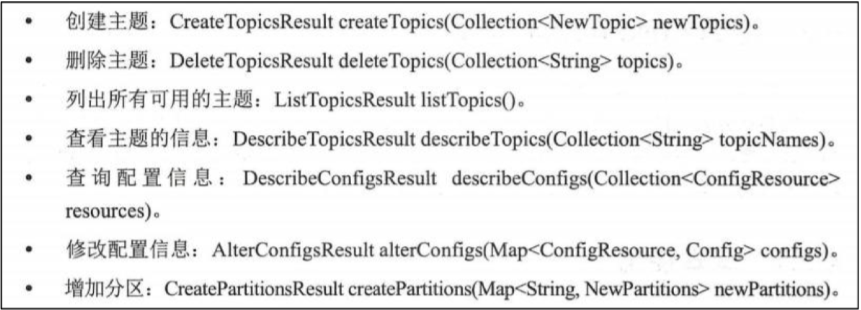 • 创建主题：CreateTopicsResult createTopics(Collection<NewTopic> newTopics)。
• 删除主题：DeleteTopicsResult deleteTopics(Collection<String> topics)。
• 列出所有可用的主题：ListTopicsResult listTopics()。
• 查看主题的信息：DescribeTopicsResult describeTopics(Collection<String> topicNames)。
• 查询配置信息：DescribeConfigsResult describeConfigs(Collection<ConfigResource>
resources)。
• 修改配置信息：AlterConfigsResult alterConfigs(Map<ConfigResource, Config> configs)。
• 增加分区：CreatePartitionsResult createPartitions(Map<String, NewPartitions> newPartitions)。